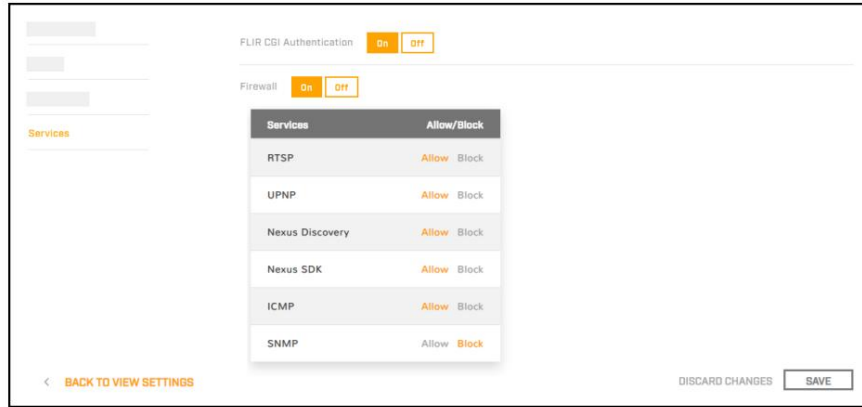 FLIR CGI Authentication On Off
Firewall On Off
Services
Services Allow/Block
RTSP Allow Block
UPNP Allow Block
Nexus Discovery Allow Block
Nexus SDK Allow Block
ICMP Allow Block
SNMP Allow Block
< BACK TO VIEW SETTINGS
DISCARD CHANGES SAVE